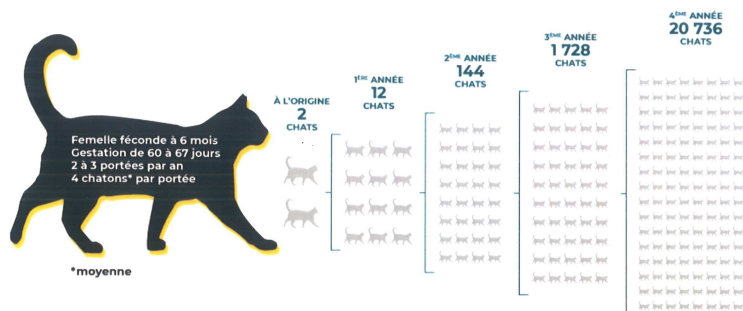 Femelle féconde à 6 mois
Gestation de 60 à 67 jours
2 à 3 portées par an
4 chatons* par portée
*moyenne
À L'ORIGINE
2
CHATS
1ÈRE ANNÉE
12
CHATS
2ÈME ANNÉE
144
CHATS
3ÈME ANNÉE
1 728
CHATS
4ÈME ANNÉE
20 736
CHATS